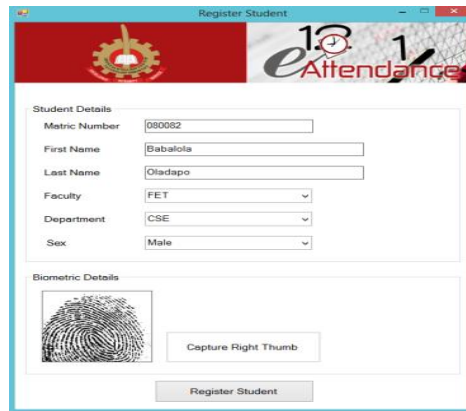 Register Student
12
eAttendance
Student Details
Matric Number 080082
First Name Babalola
Last Name Oladapo
Faculty FET
Department CSE
Sex Male
Biometric Details
Capture Right Thumb
Register Student